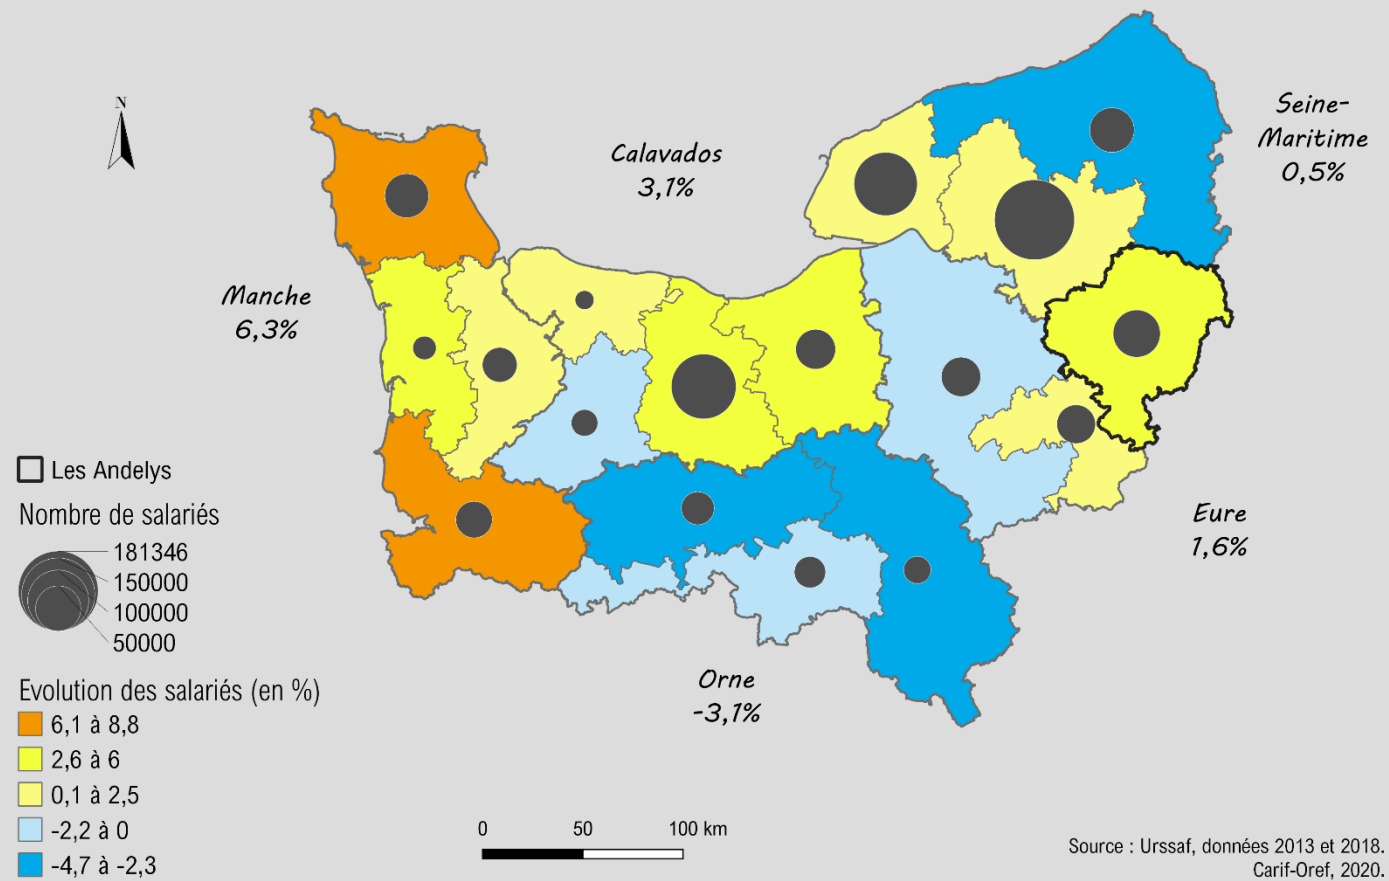 N
Calavados
3,1%
Seine-
Maritime
0,5%
Manche
6,3%
Eure
1,6%
Orne
-3,1%
Les Andelys
Nombre de salariés
181346
150000
100000
50000
Evolution des salariés (en %)
6,1 à 8,8
2,6 à 6
0,1 à 2,5
-2,2 à 0
-4,7 à -2,3
0 50 100 km
Source : Urssaf, données 2013 et 2018.
Carif-Oref, 2020.